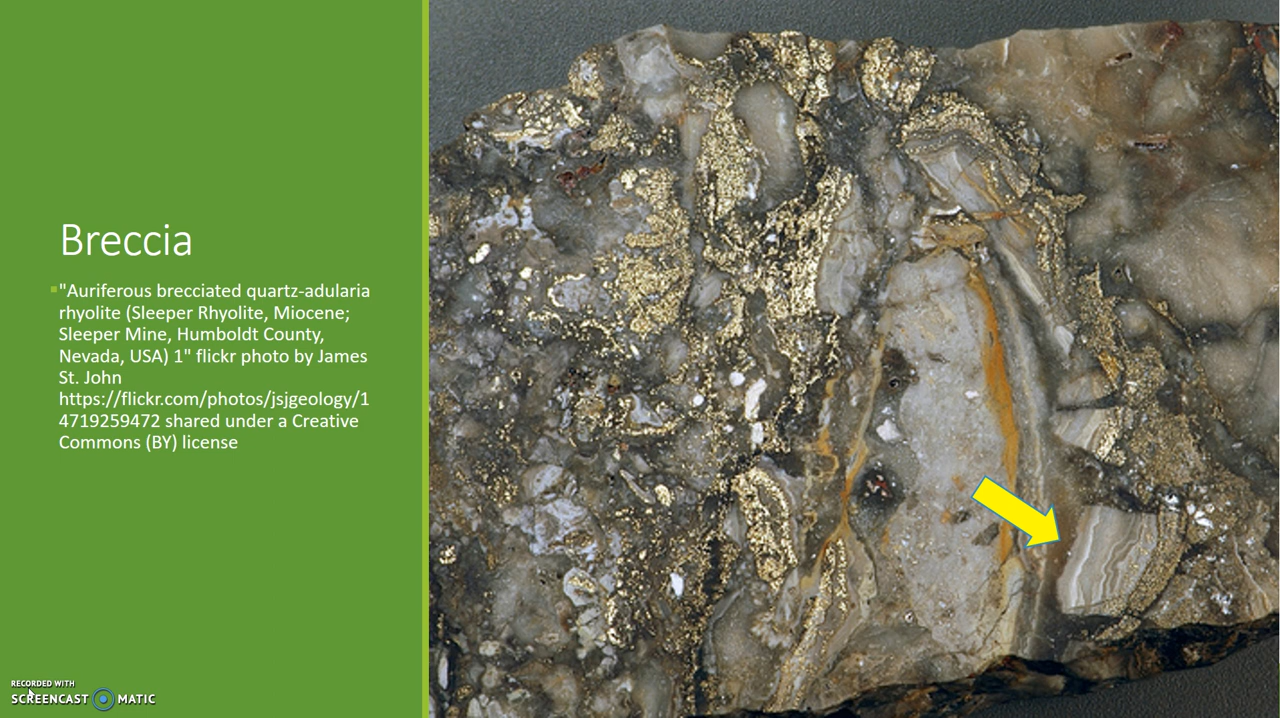 Breccia
"Auriferous brecciated quartz-adularia
rhyolite (Sleeper Rhyolite, Miocene;
Sleeper Mine, Humboldt County,
Nevada, USA) 1" flickr photo by James
St. John
https://flickr.com/photos/jsjgeology/1
4719259472 shared under a Creative
Commons (BY) license
RECORDED WITH
SCREENCAST MATIC